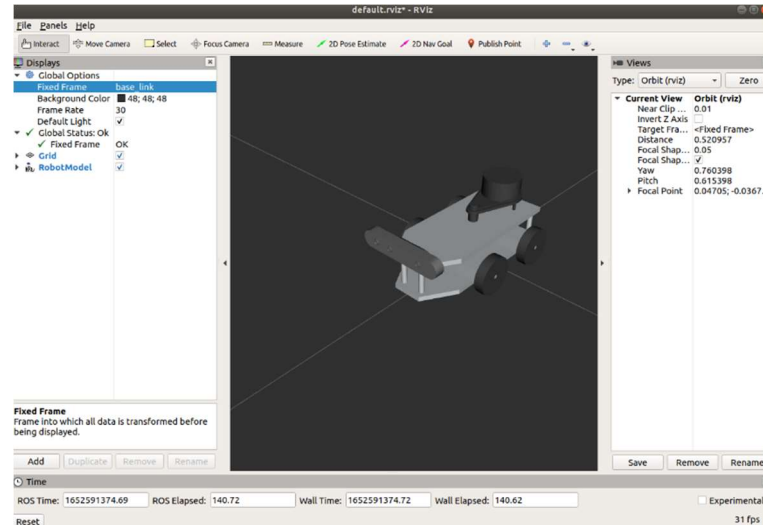 default.rviz* - RViz
File Panels Help
Interact Move Camera Select Focus Camera Measure 2D Pose Estimate 2D Nav Goal Publish Point
Displays
Global Options
Fixed Frame base_link
Background Color 48; 48; 48
Frame Rate 30
Default Light
Global Status: Ok
Fixed Frame OK
Grid
RobotModel
Fixed Frame
Frame into which all data is transformed before
being displayed.
Add Duplicate Remove Rename
Views
Type: Orbit (rviz) Zero
Current View Orbit (rviz)
Near Clip ... 0.01
Invert Z Axis
Target Fra... <Fixed Frame>
Distance 0.520957
Focal Shap... 0.05
Focal Shap...
Yaw 0.760398
Pitch 0.615398
Focal Point 0.04705; -0.0367.
Save Remove Rename
Time
ROS Time: 1652591374.69 ROS Elapsed: 140.72 Wall Time: 1652591374.72 Wall Elapsed: 140.62 Experimental
Reset 31 fps